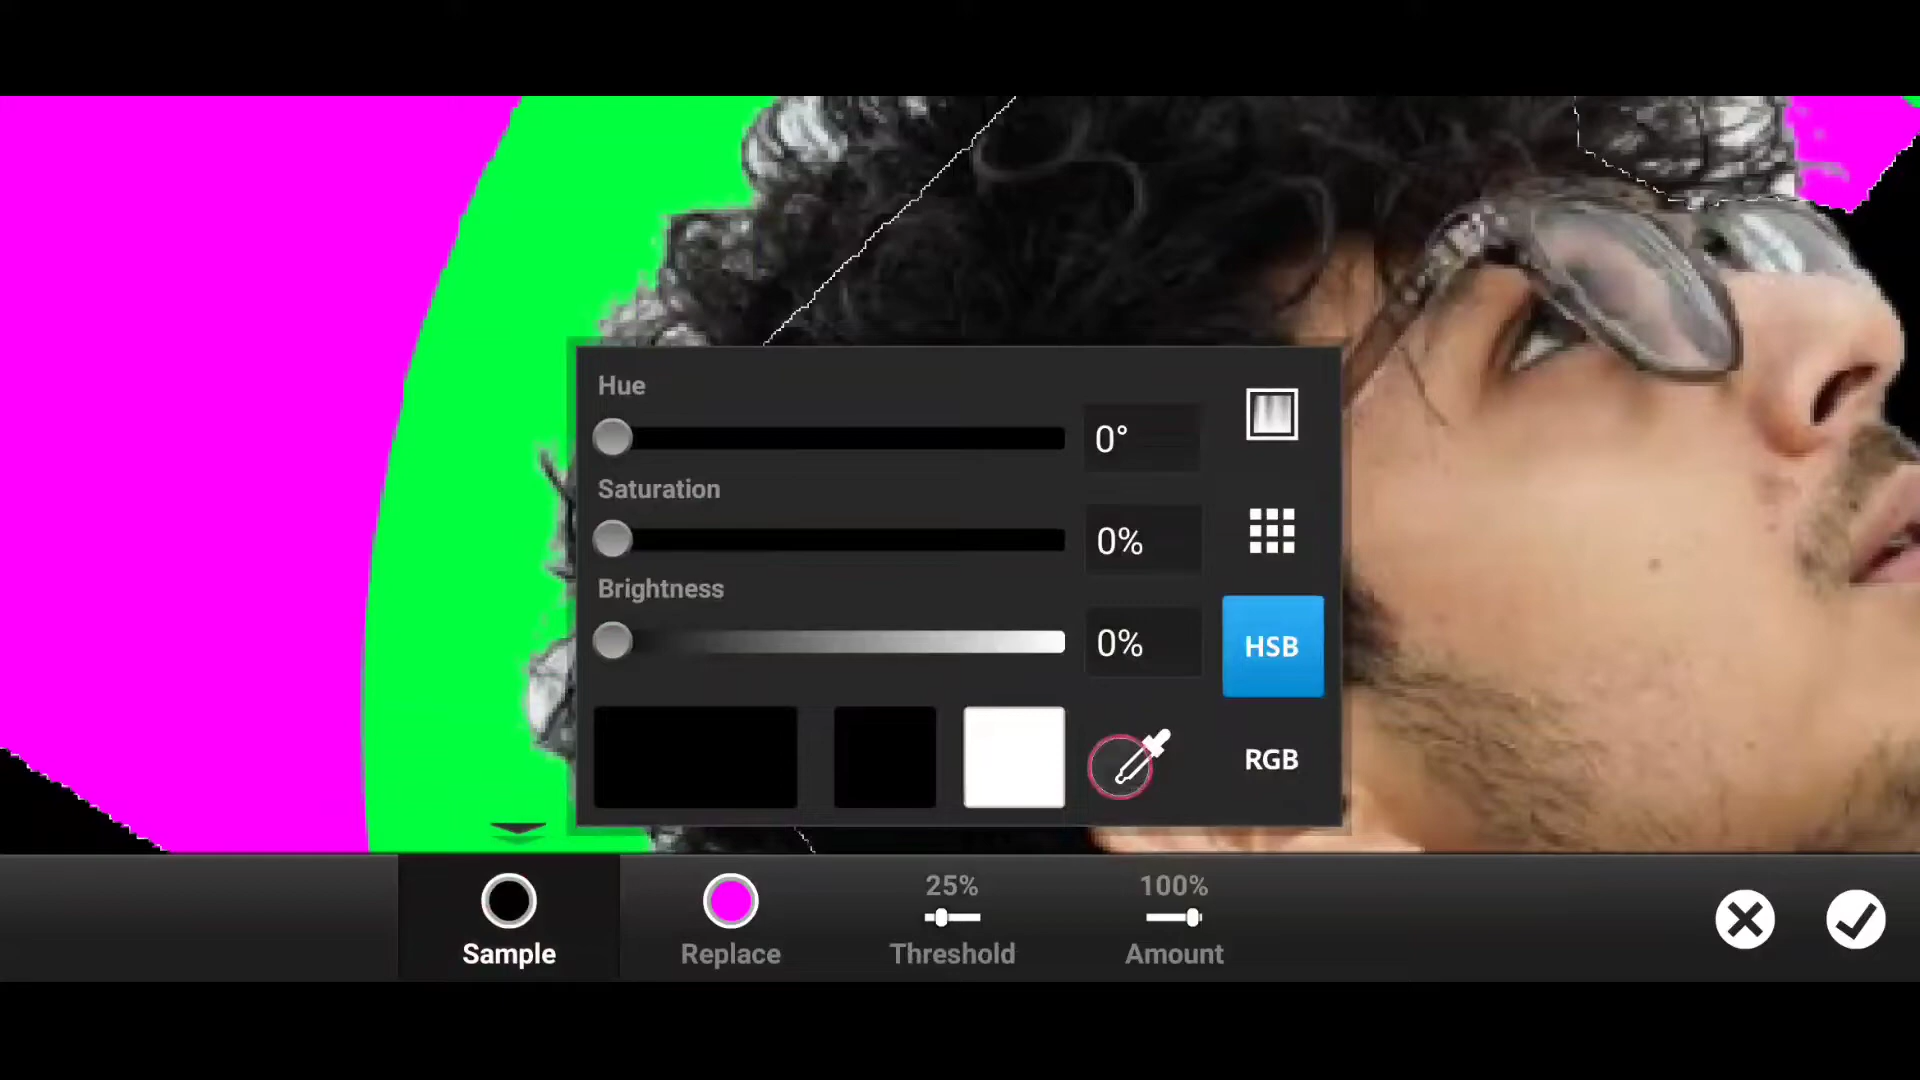 Hue
0°
Saturation
0%
Brightness
0%
HSB
RGB
25%
100%
Sample
Replace
Threshold
Amount